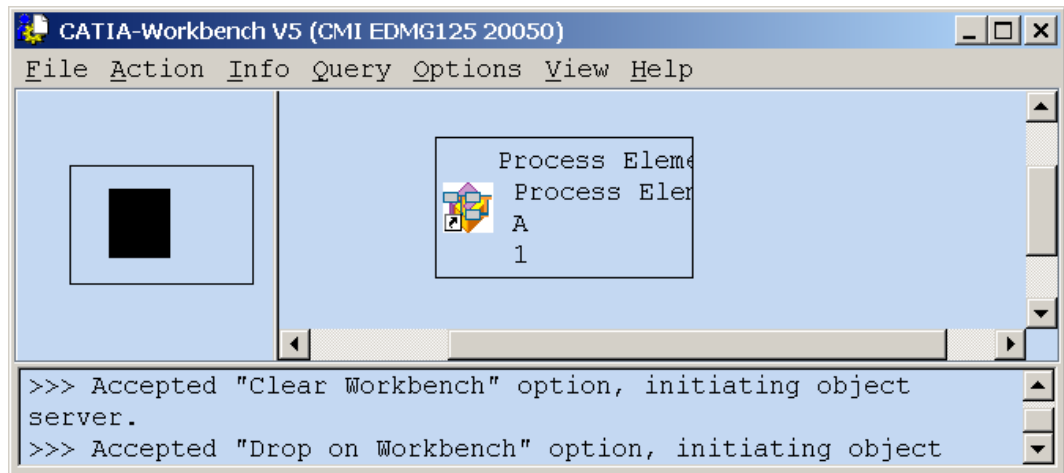 CATIA-Workbench V5 (CMI EDMG125 20050)
File Action Info Query Options View Help
Process Eleme
Process Elem
A
1
>>> Accepted "Clear Workbench" option, initiating object
server.
>>> Accepted "Drop on Workbench" option, initiating object